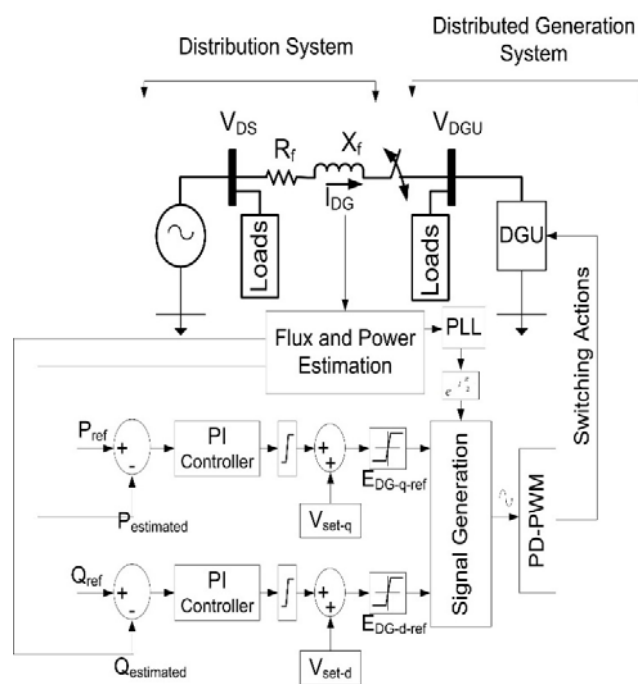 Distribution System
Distributed Generation
System
V_DS
R_f
X_f
I_DG
V_DGU
Loads
Loads
DGU
Switching Actions
Flux and Power
Estimation
PLL
P_ref
+
-
P_estimated
PI
Controller
+
+
V_set-q
E_DG-q-ref
Signal Generation
PD-PWM
Q_ref
+
-
Q_estimated
PI
Controller
+
+
V_set-d
E_DG-d-ref